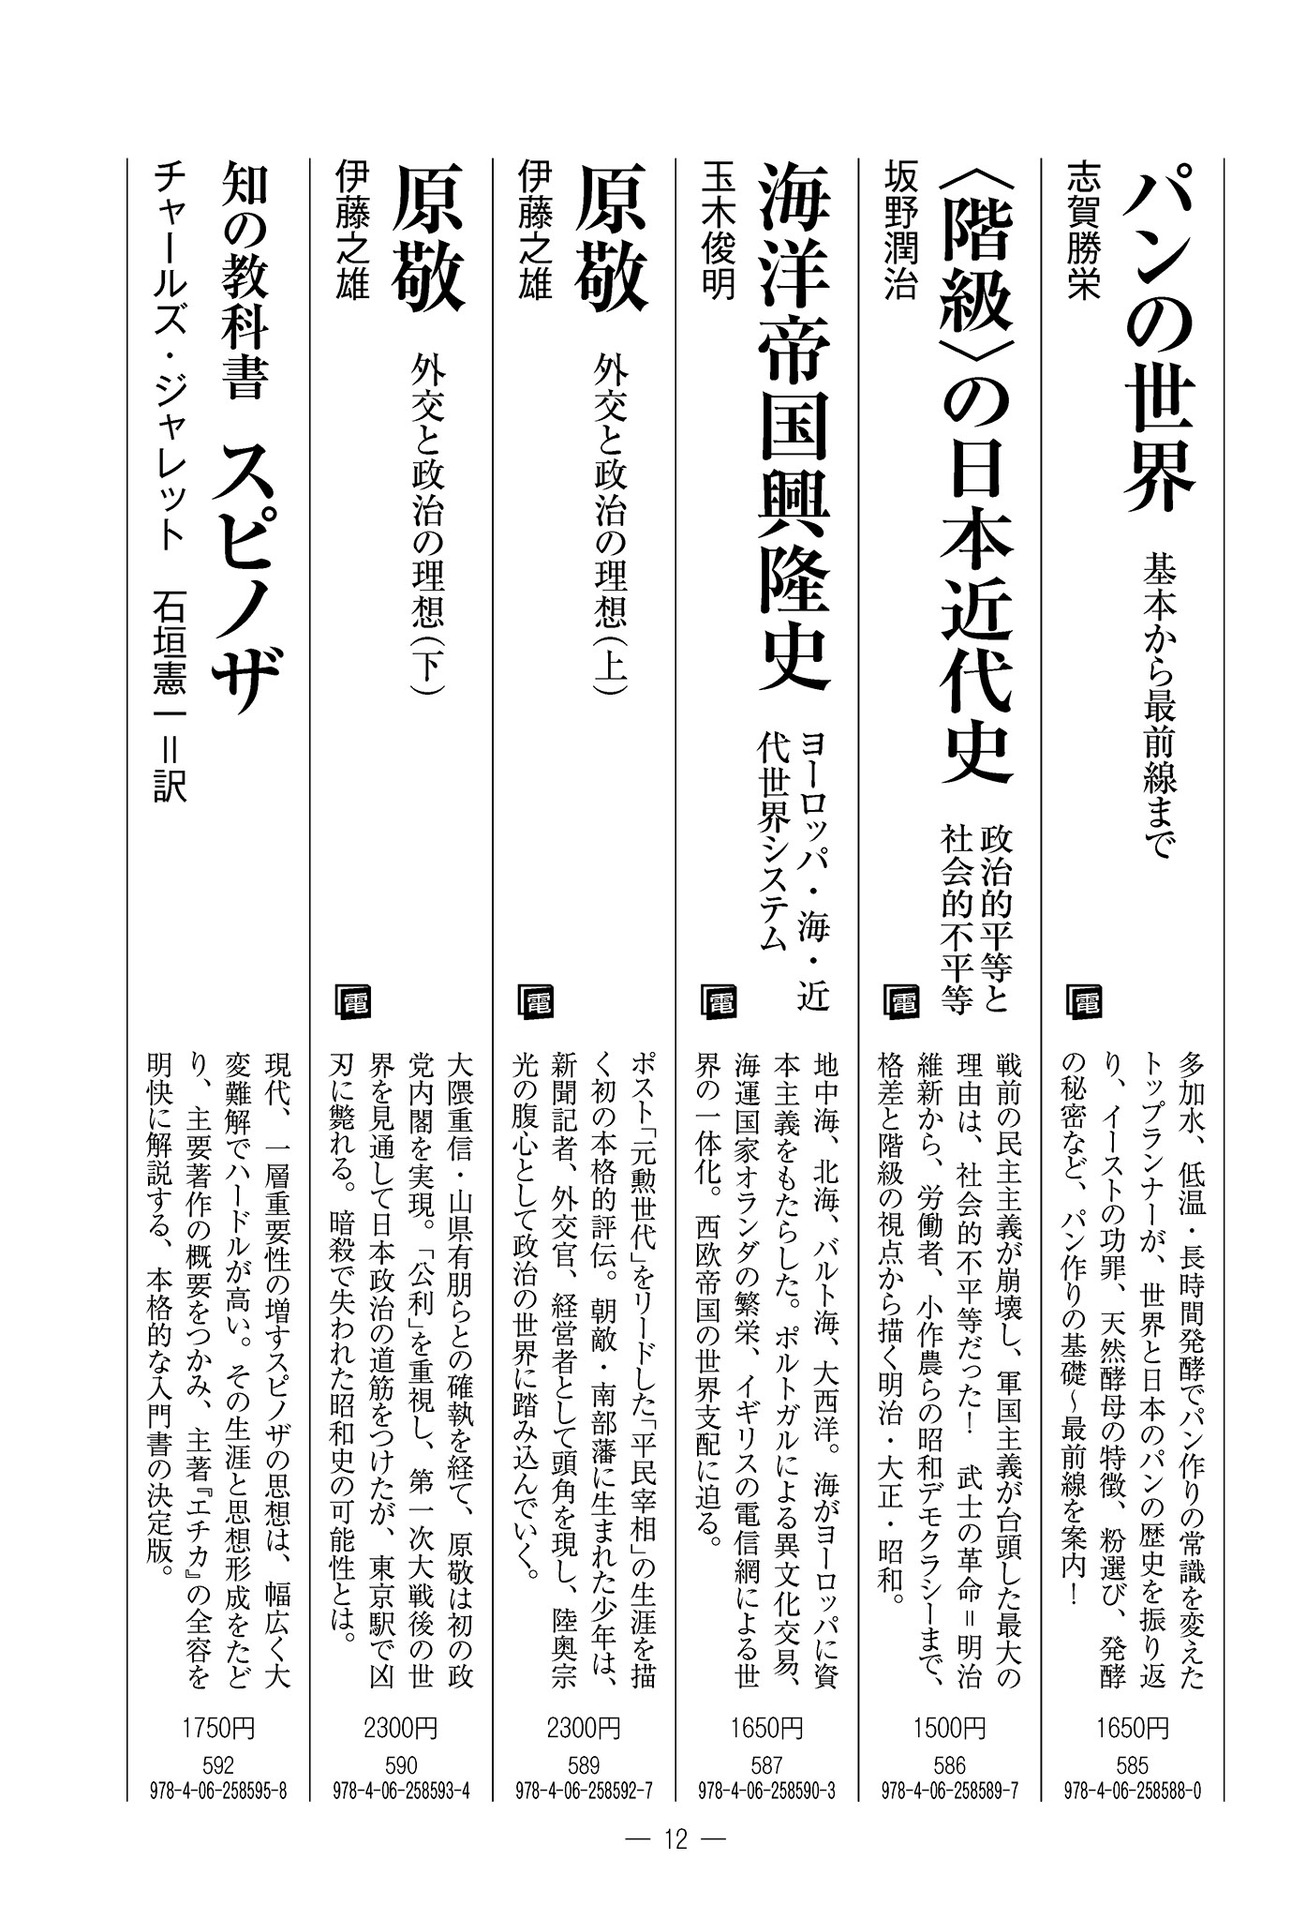 パンの世界　基本から最前線まで
志賀勝栄
電
多加水、低温・長時間発酵でパン作りの常識を変えた
トップランナーが、世界と日本のパンの歴史を振り返
り、イーストの功罪、天然酵母の特徴、粉選び、発酵
の秘密など、パン作りの基礎～最前線を案内！
1650円
585
978-4-06-258588-0
〈階級〉の日本近代史　政治的平等と
社会的不平等
坂野潤治
電
戦前の民主主義が崩壊し、軍国主義が台頭した最大の
理由は、社会的不平等だった！　武士の革命＝明治
維新から、労働者、小作農らの昭和デモクラシーまで、
格差と階級の視点から描く明治・大正・昭和。
1500円
586
978-4-06-258589-7
海洋帝国興隆史　ヨーロッパ・海・近
代世界システム
玉木俊明
電
地中海、北海、バルト海、大西洋。海がヨーロッパに資
本主義をもたらした。ポルトガルによる異文化交易、
海運国家オランダの繁栄、イギリスの電信網による世
界の一体化。西欧帝国の世界支配に迫る。
1650円
587
978-4-06-258590-3
原敬　外交と政治の理想（上）
伊藤之雄
電
ポスト「元勲世代」をリードした「平民宰相」の生涯を描
く初の本格的評伝。朝敵・南部藩に生まれた少年は、
新聞記者、外交官、経営者として頭角を現し、陸奥宗
光の腹心として政治の世界に踏み込んでいく。
2300円
589
978-4-06-258592-7
原敬　外交と政治の理想（下）
伊藤之雄
電
大隈重信・山県有朋らとの確執を経て、原敬は初の政
党内閣を実現。「公利」を重視し、第一次大戦後の世
界を見通して日本政治の道筋をつけたが、東京駅で凶
刃に斃れる。暗殺で失われた昭和史の可能性とは。
2300円
590
978-4-06-258593-4
知の教科書　スピノザ
チャールズ・ジャレット　石垣憲一＝訳
現代、一層重要性の増すスピノザの思想は、幅広く大
変難解でハードルが高い。その生涯と思想形成をたど
り、主要著作の概要をつかみ、主著『エチカ』の全容を
明快に解説する、本格的な入門書の決定版。
1750円
592
978-4-06-258595-8
― 12 ―